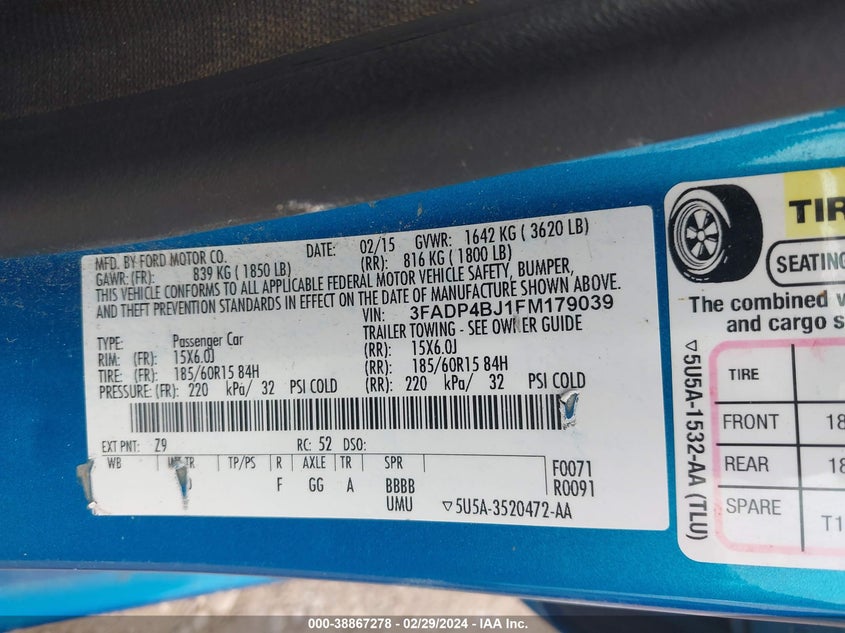 MFD. BY FORD MOTOR CO. DATE: 02/15 GVWR: 1642 KG ( 3620 LB)
GAWR: (FR): 839 KG ( 1850 LB) (RR): 816 KG ( 1800 LB)
THIS VEHICLE CONFORMS TO ALL APPLICABLE FEDERAL MOTOR VEHICLE SAFETY, BUMPER,
AND THEFT PREVENTION STANDARDS IN EFFECT ON THE DATE OF MANUFACTURE SHOWN ABOVE.
VIN: 3FADP4BJ1FM179039
TYPE: Passenger Car TRAILER TOWING - SEE OWNER GUIDE
RIM: (FR): 15X6.0J (RR): 15X6.0J
TIRE: (FR): 185/60R15 84H (RR): 185/60R15 84H
PRESSURE: (FR): 220 kPa/ 32 PSI COLD (RR): 220 kPa/ 32 PSI COLD
EXT PNT: Z9 RC: 52 DSO:
WB TR TP/PS R AXLE TR SPR F0071
F GG A BBBB R0091
UMU ▽5U5A-3520472-AA
TIR
SEATING
The combined
and cargo s
▽5U5A-1532-AA (TLU)
TIRE
FRONT 18
REAR 18
SPARE T1
000-38867278 - 02/29/2024 - IAA Inc.